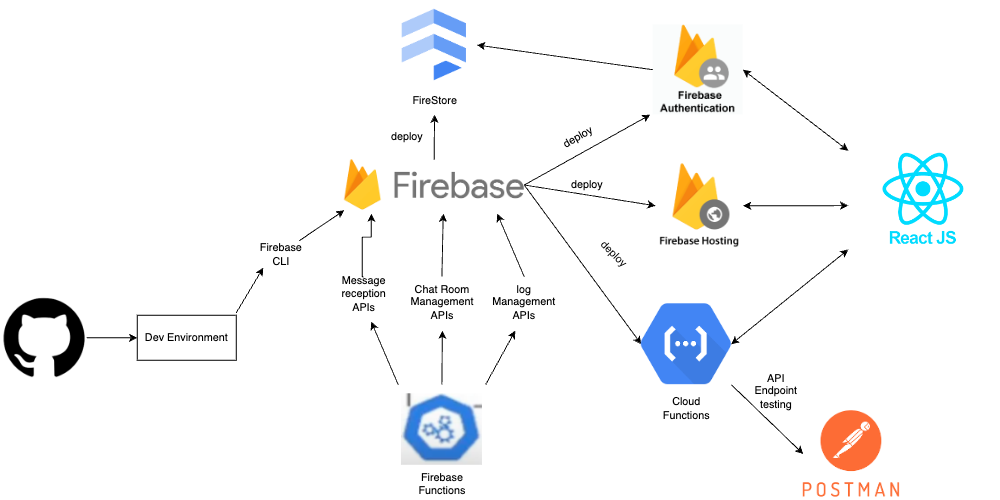 FireStore
deploy
Firebase
Authentication
deploy
Firebase
deploy
Firebase Hosting
React JS
Firebase
CLI
deploy
Message
reception
APIs
Chat Room
Management
APIs
log
Management
APIs
Dev Environment
Cloud
Functions
API
Endpoint
testing
Firebase
Functions
POSTMAN